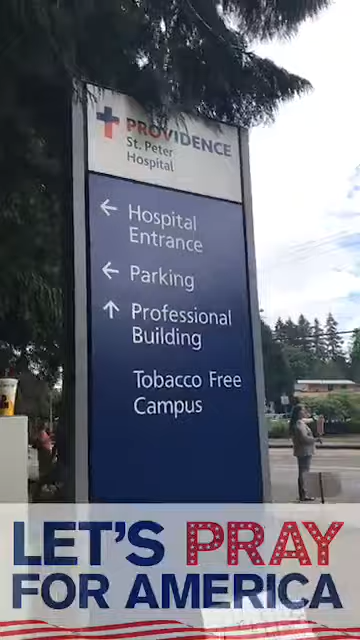 PROVIDENCE
St. Peter
Hospital
← Hospital
Entrance
← Parking
↑ Professional
Building
Tobacco Free
Campus
LET'S PRAY
FOR AMERICA